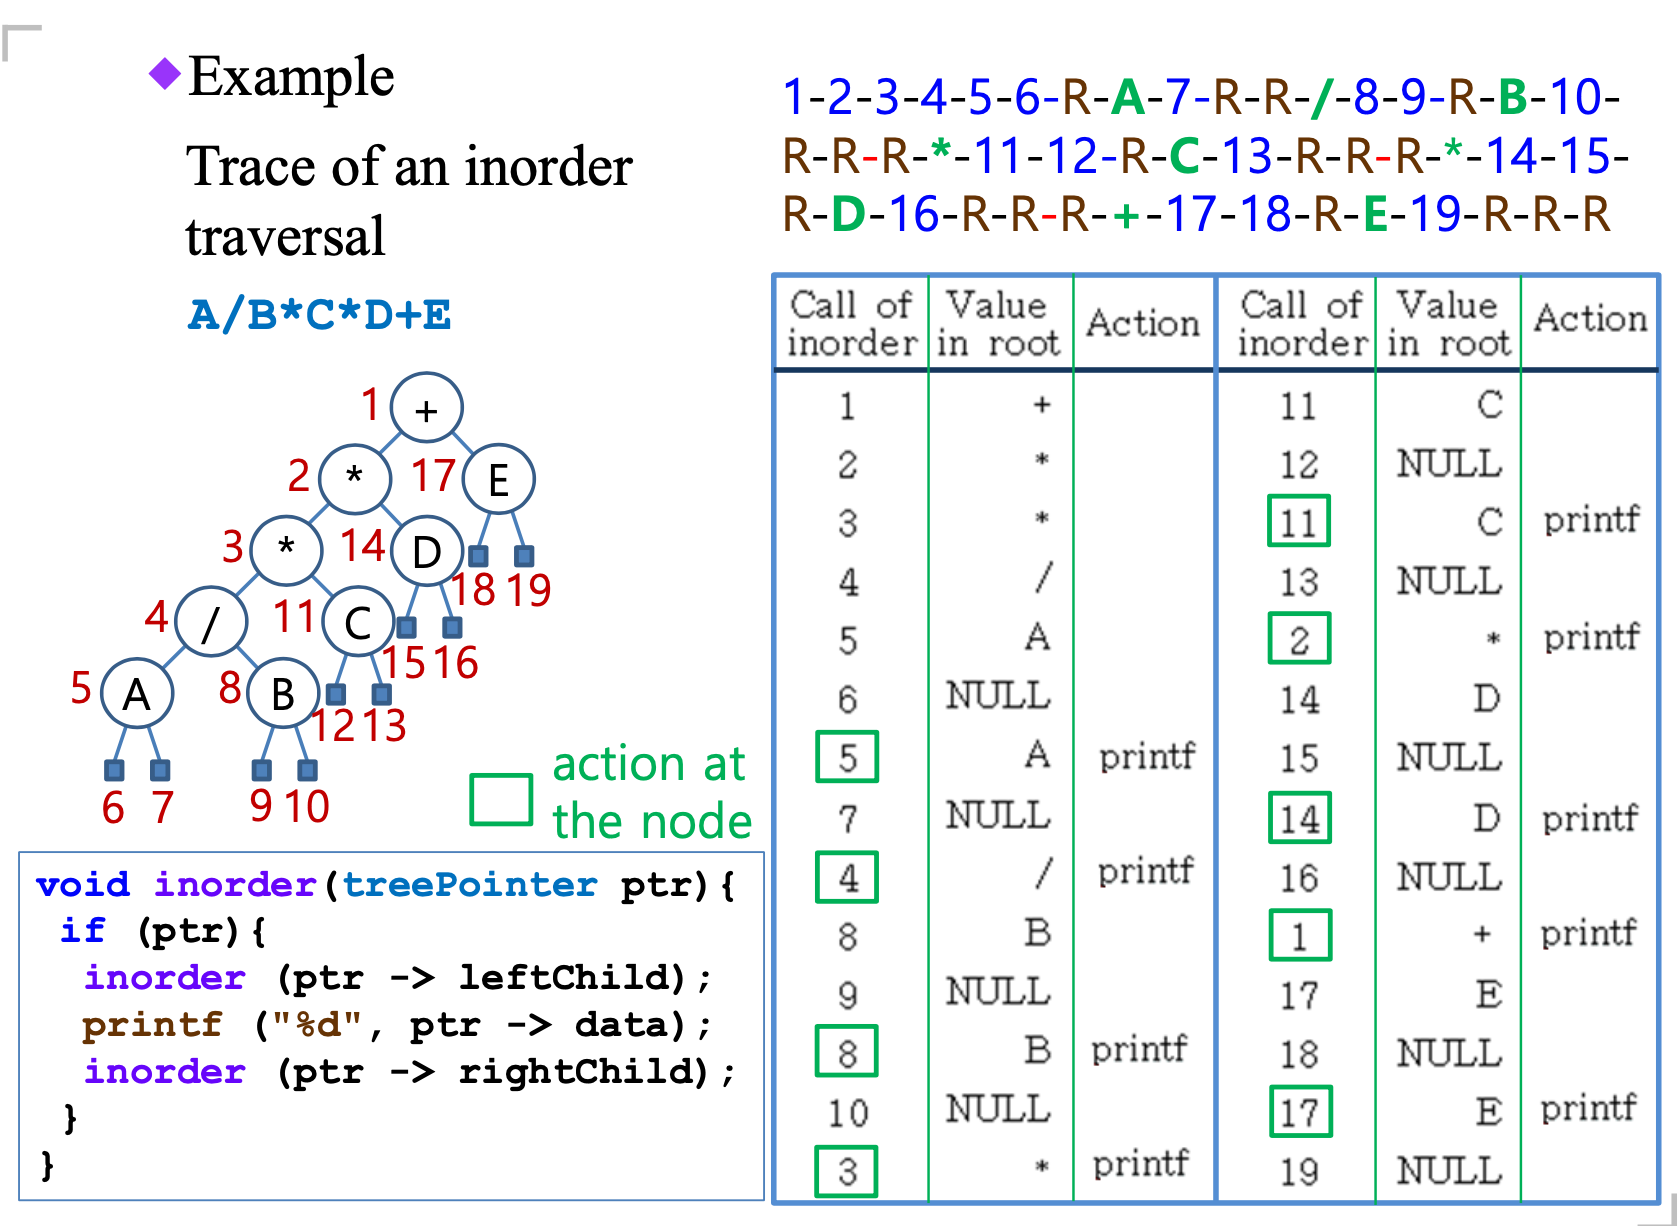 Example
Trace of an inorder
traversal
A/B*C*D+E
1-2-3-4-5-6-R-A-7-R-R-/-8-9-R-B-10-
R-R-R-*-11-12-R-C-13-R-R-R-*-14-15-
R-D-16-R-R-R-+-17-18-R-E-19-R-R-R
1 +
2 * 17 E
3 * 14 D
18 19
4 / 11 C
15 16
5 A 8 B
12 13
6 7 9 10
action at
the node
void inorder(treePointer ptr){
if (ptr){
inorder (ptr -> leftChild);
printf ("%d", ptr -> data);
inorder (ptr -> rightChild);
}
}
Call of Value Call of Value
inorder in root Action inorder in root Action
1 + 11 C
2 * 12 NULL
3 * 11 C printf
4 / 13 NULL
5 A 2 * printf
6 NULL 14 D
5 A printf 15 NULL
7 NULL 14 D printf
4 / printf 16 NULL
8 B 1 + printf
9 NULL 17 E
8 B printf 18 NULL
10 NULL 17 E printf
3 * printf 19 NULL